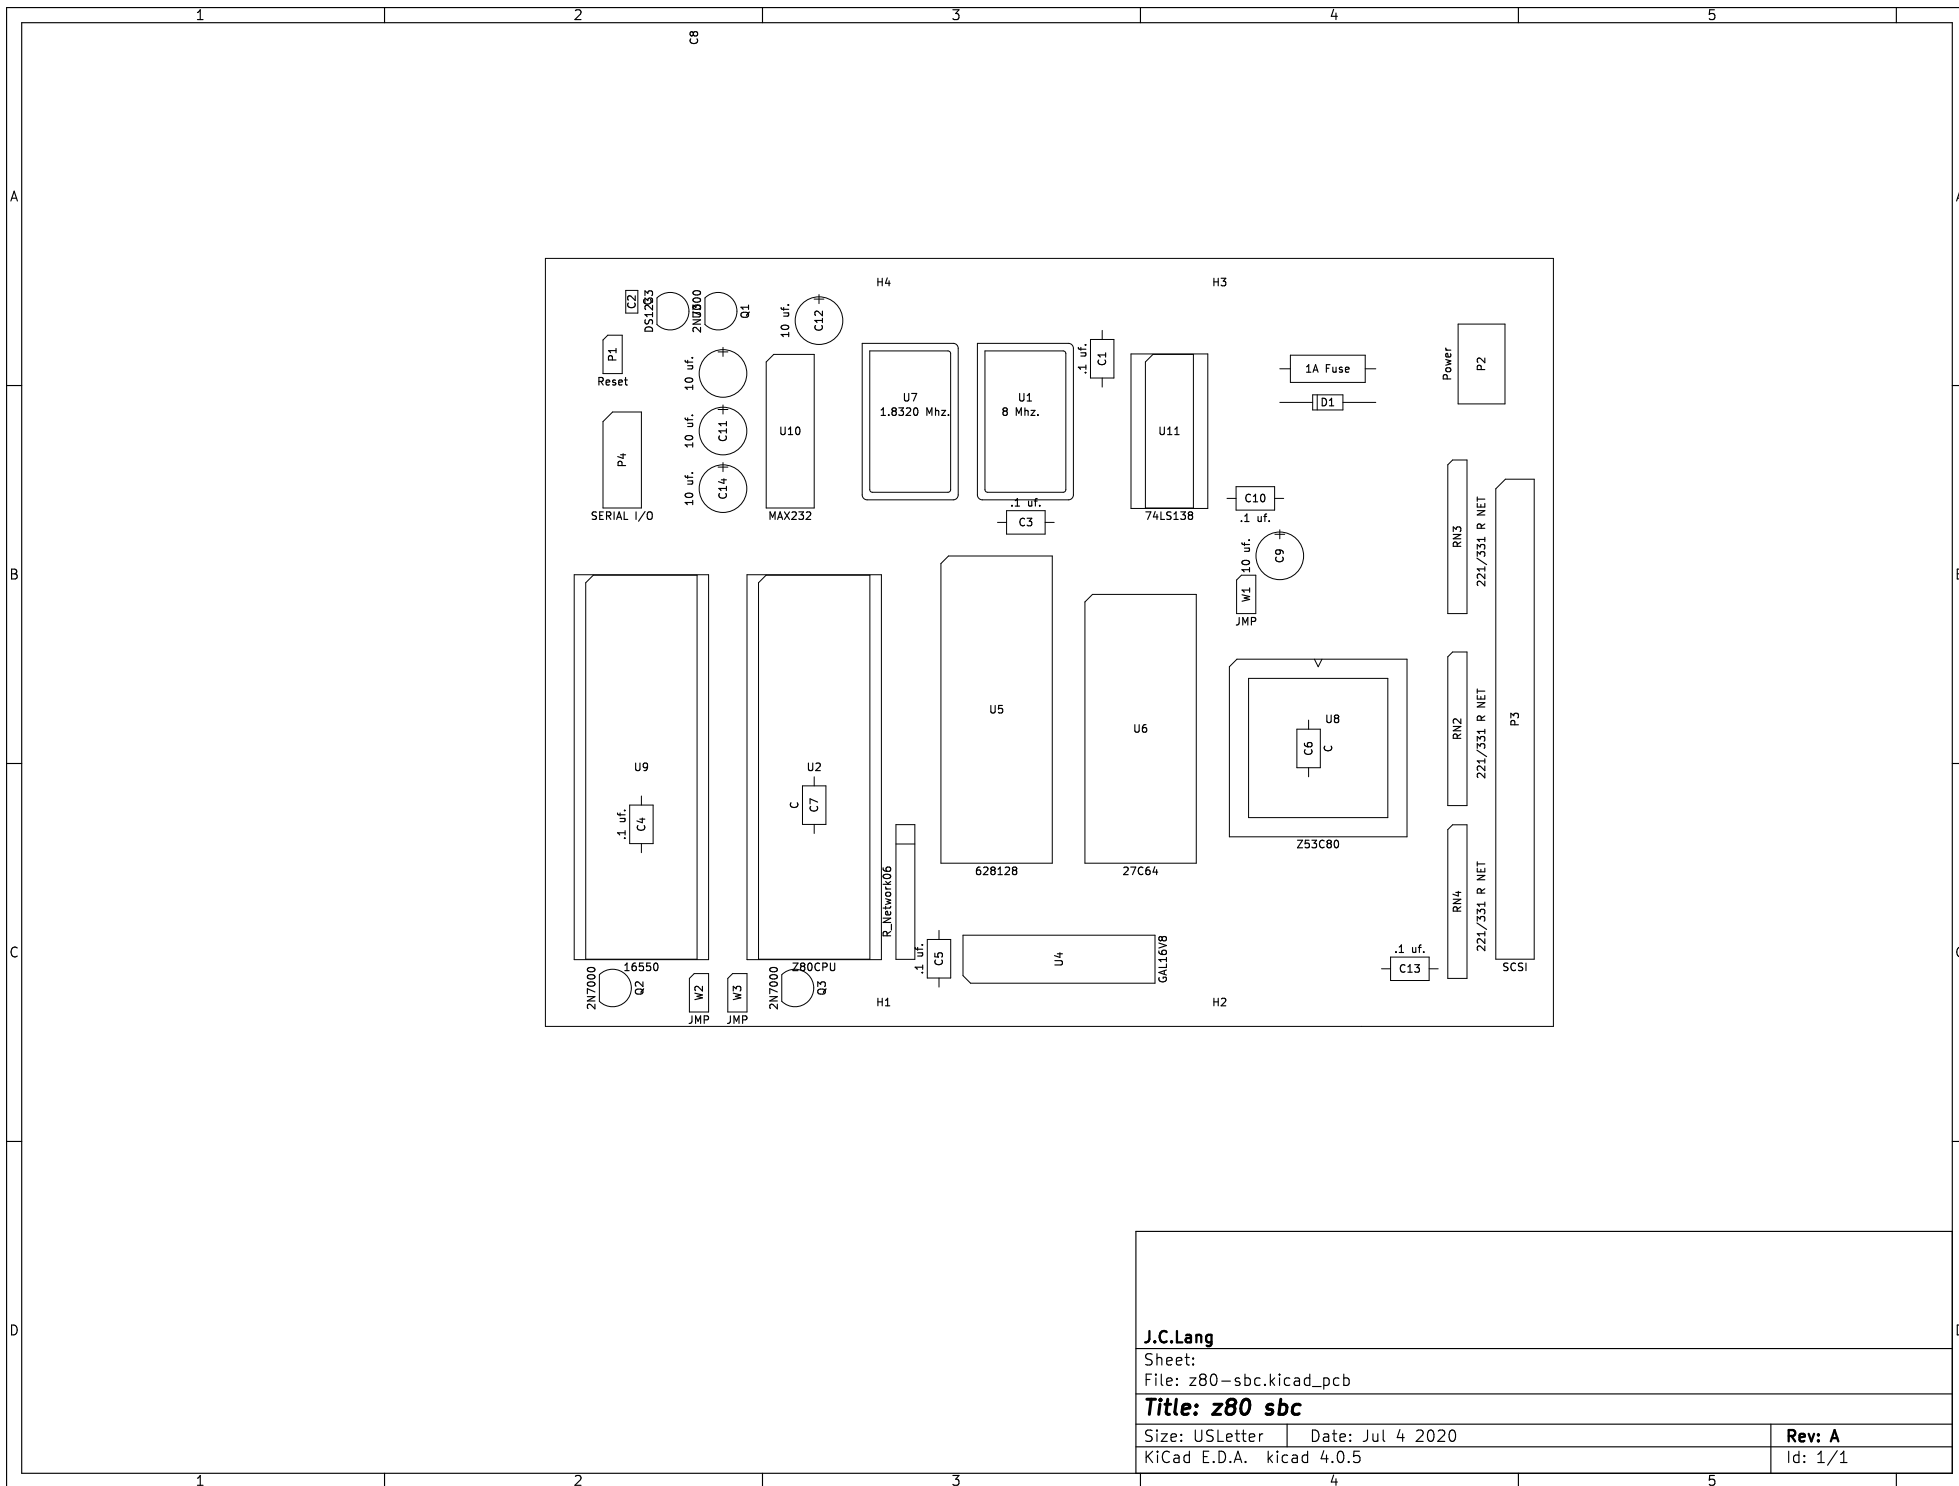 1 2 3 4 5
C8
A
H4
H3
C2
DS1233
2N7000
Q1
10 uf.
C12
P1
Reset
10 uf.
.1 uf.
C1
1A Fuse
Power
P2
D1
U7
1.8320 Mhz.
U1
8 Mhz.
10 uf.
C11
U10
U11
P4
10 uf.
C14
SERIAL I/O
MAX232
.1 uf.
C3
74LS138
C10
.1 uf.
RN3
221/331 R NET
10 uf.
C9
B
W1
JMP
U5
U6
U8
C6
C
RN2
221/331 R NET
P3
U9
U2
C
C7
.1 uf.
C4
Z53C80
628128
27C64
R_Network06
RN4
221/331 R NET
C
.1 uf.
C5
U4
GAL16V8
.1 uf.
C13
16550
Z80CPU
SCSI
2N7000
Q2
W2
JMP
W3
JMP
2N7000
Q3
H1
H2
D
J.C.Lang
Sheet:
File: z80-sbc.kicad_pcb
Title: z80 sbc
Size: USLetter Date: Jul 4 2020 Rev: A
KiCad E.D.A. kicad 4.0.5 Id: 1/1
1 2 3 4 5